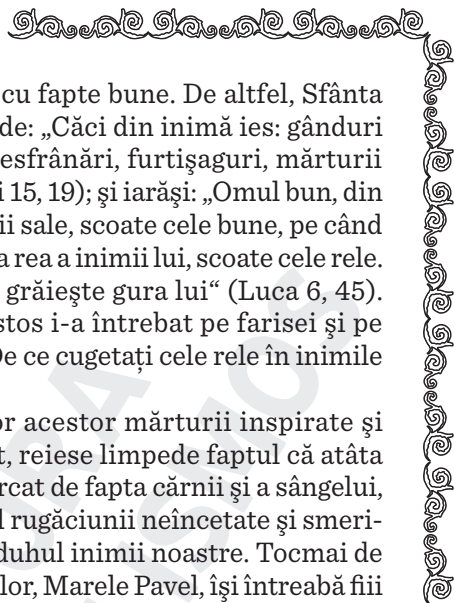 cu fapte bune. De altfel, Sfânta
de: „Căci din inimă ies: gânduri
esfrânări, furtişaguri, mărturii
i 15, 19); şi iarăşi: „Omul bun, din
ii sale, scoate cele bune, pe când
a rea a inimii lui, scoate cele rele.
grăieşte gura lui“ (Luca 6, 45).
stos i-a întrebat pe farisei şi pe
De ce cugetați cele rele în inimile
or acestor mărturii inspirate şi
t, reiese limpede faptul că atâta
rcat de fapta cărnii şi a sângelui,
l rugăciunii neîncetate şi smeri-
duhul inimii noastre. Tocmai de
lor, Marele Pavel, îşi întreabă fiii
URA
LISMOS